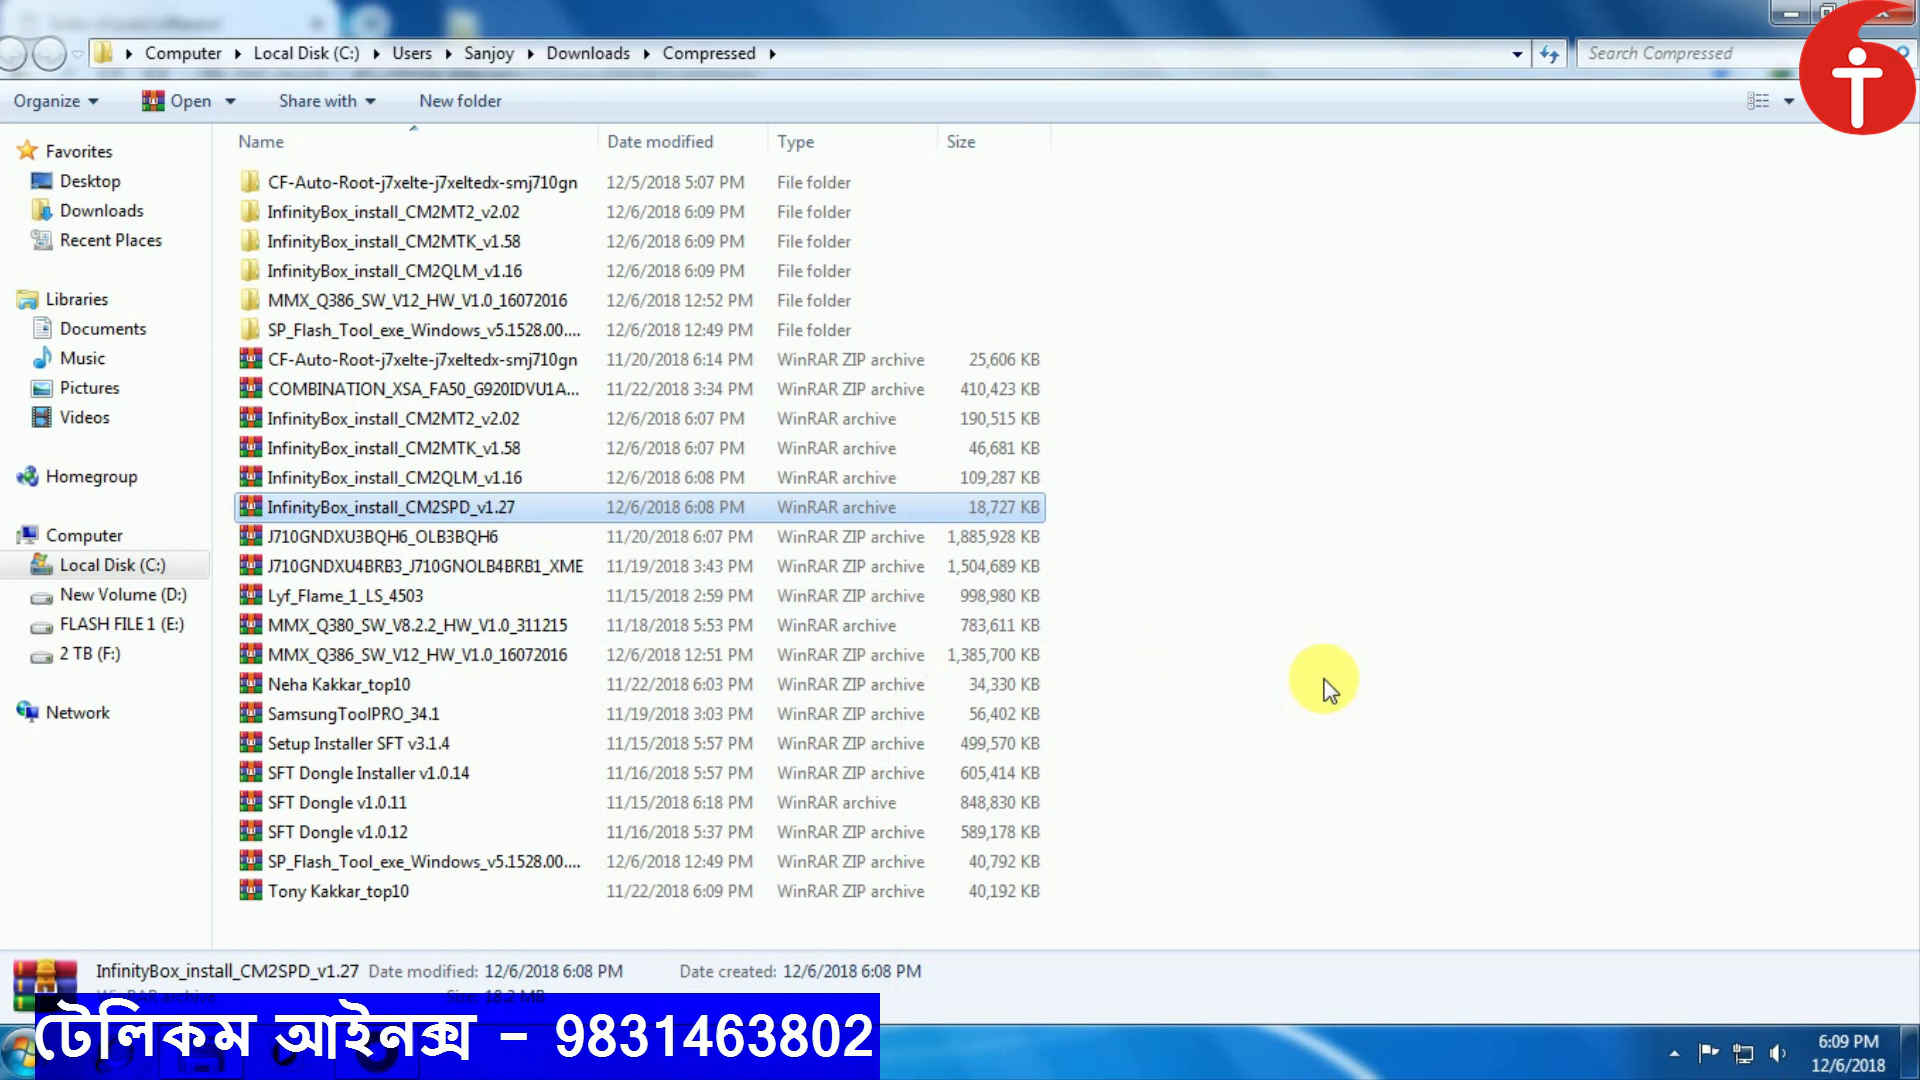 Computer Local Disk (C:) Users Sanjoy Downloads Compressed
Search Compressed
Organize Open Share with New folder
Name Date modified Type Size
Favorites
Desktop
Downloads
Recent Places
Libraries
Documents
Music
Pictures
Videos
Homegroup
Computer
Local Disk (C:)
New Volume (D:)
FLASH FILE 1 (E:)
2 TB (F:)
Network
CF-Auto-Root-j7xelte-j7xeltedx-smj710gn 12/5/2018 5:07 PM File folder
InfinityBox_install_CM2MT2_v2.02 12/6/2018 6:09 PM File folder
InfinityBox_install_CM2MTK_v1.58 12/6/2018 6:09 PM File folder
InfinityBox_install_CM2QLM_v1.16 12/6/2018 6:09 PM File folder
MMX_Q386_SW_V12_HW_V1.0_16072016 12/6/2018 12:52 PM File folder
SP_Flash_Tool_exe_Windows_v5.1528.00.... 12/6/2018 12:49 PM File folder
CF-Auto-Root-j7xelte-j7xeltedx-smj710gn 11/20/2018 6:14 PM WinRAR ZIP archive 25,606 KB
COMBINATION_XSA_FA50_G920IDVU1A... 11/22/2018 3:34 PM WinRAR ZIP archive 410,423 KB
InfinityBox_install_CM2MT2_v2.02 12/6/2018 6:07 PM WinRAR archive 190,515 KB
InfinityBox_install_CM2MTK_v1.58 12/6/2018 6:07 PM WinRAR archive 46,681 KB
InfinityBox_install_CM2QLM_v1.16 12/6/2018 6:08 PM WinRAR archive 109,287 KB
InfinityBox_install_CM2SPD_v1.27 12/6/2018 6:08 PM WinRAR archive 18,727 KB
J710GNDXU3BQH6_OLB3BQH6 11/20/2018 6:07 PM WinRAR ZIP archive 1,885,928 KB
J710GNDXU4BRB3_J710GNOLB4BRB1_XME 11/19/2018 3:43 PM WinRAR ZIP archive 1,504,689 KB
Lyf_Flame_1_LS_4503 11/15/2018 2:59 PM WinRAR ZIP archive 998,980 KB
MMX_Q380_SW_V8.2.2_HW_V1.0_311215 11/18/2018 5:53 PM WinRAR archive 783,611 KB
MMX_Q386_SW_V12_HW_V1.0_16072016 12/6/2018 12:51 PM WinRAR ZIP archive 1,385,700 KB
Neha Kakkar_top10 11/22/2018 6:03 PM WinRAR ZIP archive 34,330 KB
SamsungToolPRO_34.1 11/19/2018 3:03 PM WinRAR ZIP archive 56,402 KB
Setup Installer SFT v3.1.4 11/15/2018 5:57 PM WinRAR ZIP archive 499,570 KB
SFT Dongle Installer v1.0.14 11/16/2018 5:57 PM WinRAR ZIP archive 605,414 KB
SFT Dongle v1.0.11 11/15/2018 6:18 PM WinRAR archive 848,830 KB
SFT Dongle v1.0.12 11/16/2018 5:37 PM WinRAR ZIP archive 589,178 KB
SP_Flash_Tool_exe_Windows_v5.1528.00.... 12/6/2018 12:49 PM WinRAR ZIP archive 40,792 KB
Tony Kakkar_top10 11/22/2018 6:09 PM WinRAR ZIP archive 40,192 KB
InfinityBox_install_CM2SPD_v1.27 Date modified: 12/6/2018 6:08 PM Date created: 12/6/2018 6:08 PM
WinRAR archive Size: 18.2 MB
টেলিকম আইনক্স - 9831463802
6:09 PM
12/6/2018